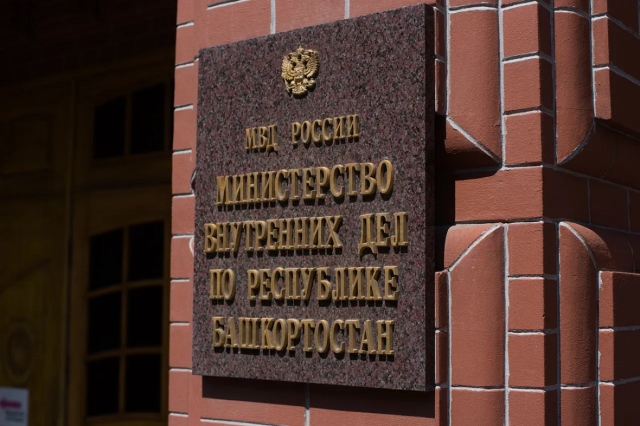 МВД РОССИИ
МИНИСТЕРСТВО
ВНУТРЕННИХ ДЕЛ
ПО РЕСПУБЛИКЕ
БАШКОРТОСТАН